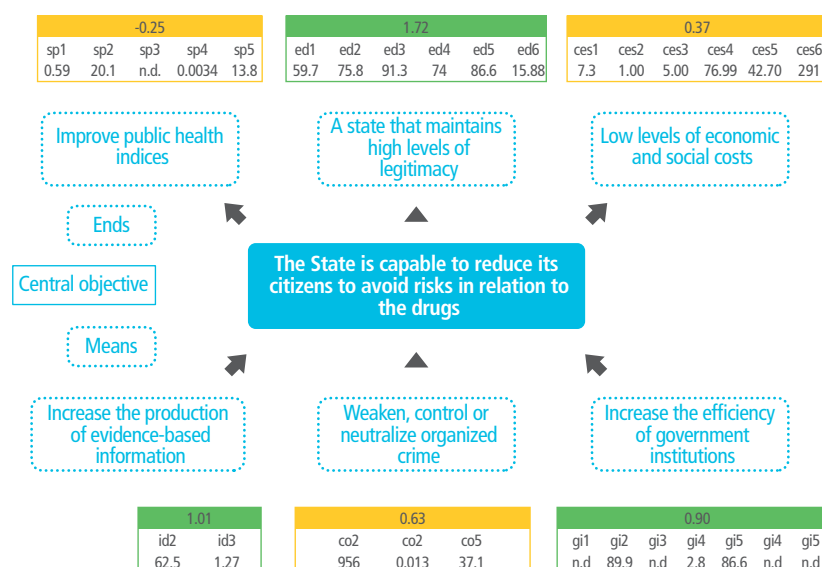 -0.25
sp1 sp2 sp3 sp4 sp5
0.59 20.1 n.d. 0.0034 13.8
1.72
ed1 ed2 ed3 ed4 ed5 ed6
59.7 75.8 91.3 74 86.6 15.88
0.37
ces1 ces2 ces3 ces4 ces5 ces6
7.3 1.00 5.00 76.99 42.70 291
Improve public health
indices
A state that maintains
high levels of
legitimacy
Low levels of economic
and social costs
Ends
Central objective
The State is capable to reduce its
citizens to avoid risks in relation to
the drugs
Means
Increase the production
of evidence-based
information
Weaken, control or
neutralize organized
crime
Increase the efficiency
of government
institutions
1.01
id2 id3
62.5 1.27
0.63
co2 co2 co5
956 0.013 37.1
0.90
gi1 gi2 gi3 gi4 gi5 gi4 gi5
n.d 89.9 n.d 2.8 86.6 n.d n.d